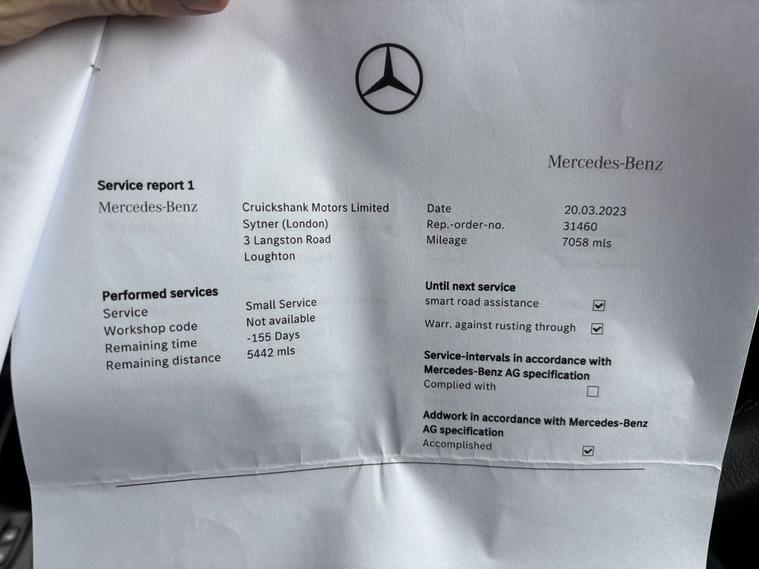 Mercedes-Benz
Service report 1
Mercedes-Benz
Cruickshank Motors Limited
Sytner (London)
3 Langston Road
Loughton
Date 20.03.2023
Rep.-order-no. 31460
Mileage 7058 mls
Performed services
Service Small Service
Workshop code Not available
Remaining time -155 Days
Remaining distance 5442 mls
Until next service
smart road assistance
Warr. against rusting through
Service-intervals in accordance with
Mercedes-Benz AG specification
Complied with
Addwork in accordance with Mercedes-Benz
AG specification
Accomplished